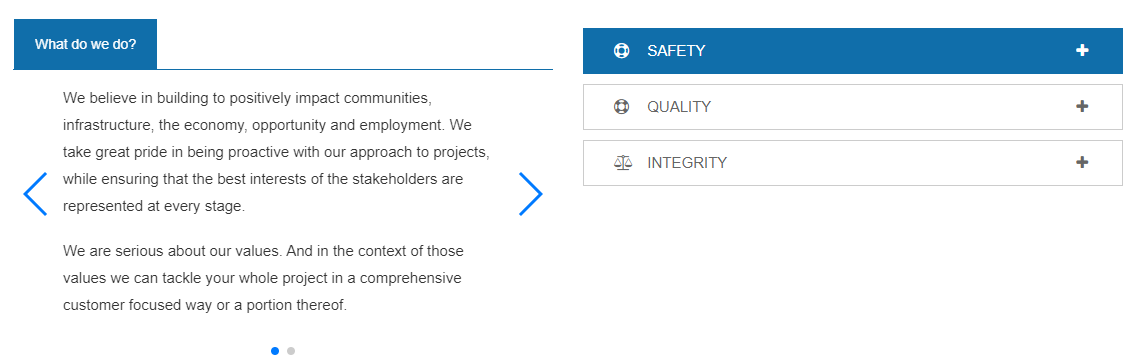 What do we do?
We believe in building to positively impact communities,
infrastructure, the economy, opportunity and employment. We
take great pride in being proactive with our approach to projects,
while ensuring that the best interests of the stakeholders are
represented at every stage.
We are serious about our values. And in the context of those
values we can tackle your whole project in a comprehensive
customer focused way or a portion thereof.
SAFETY
QUALITY
INTEGRITY